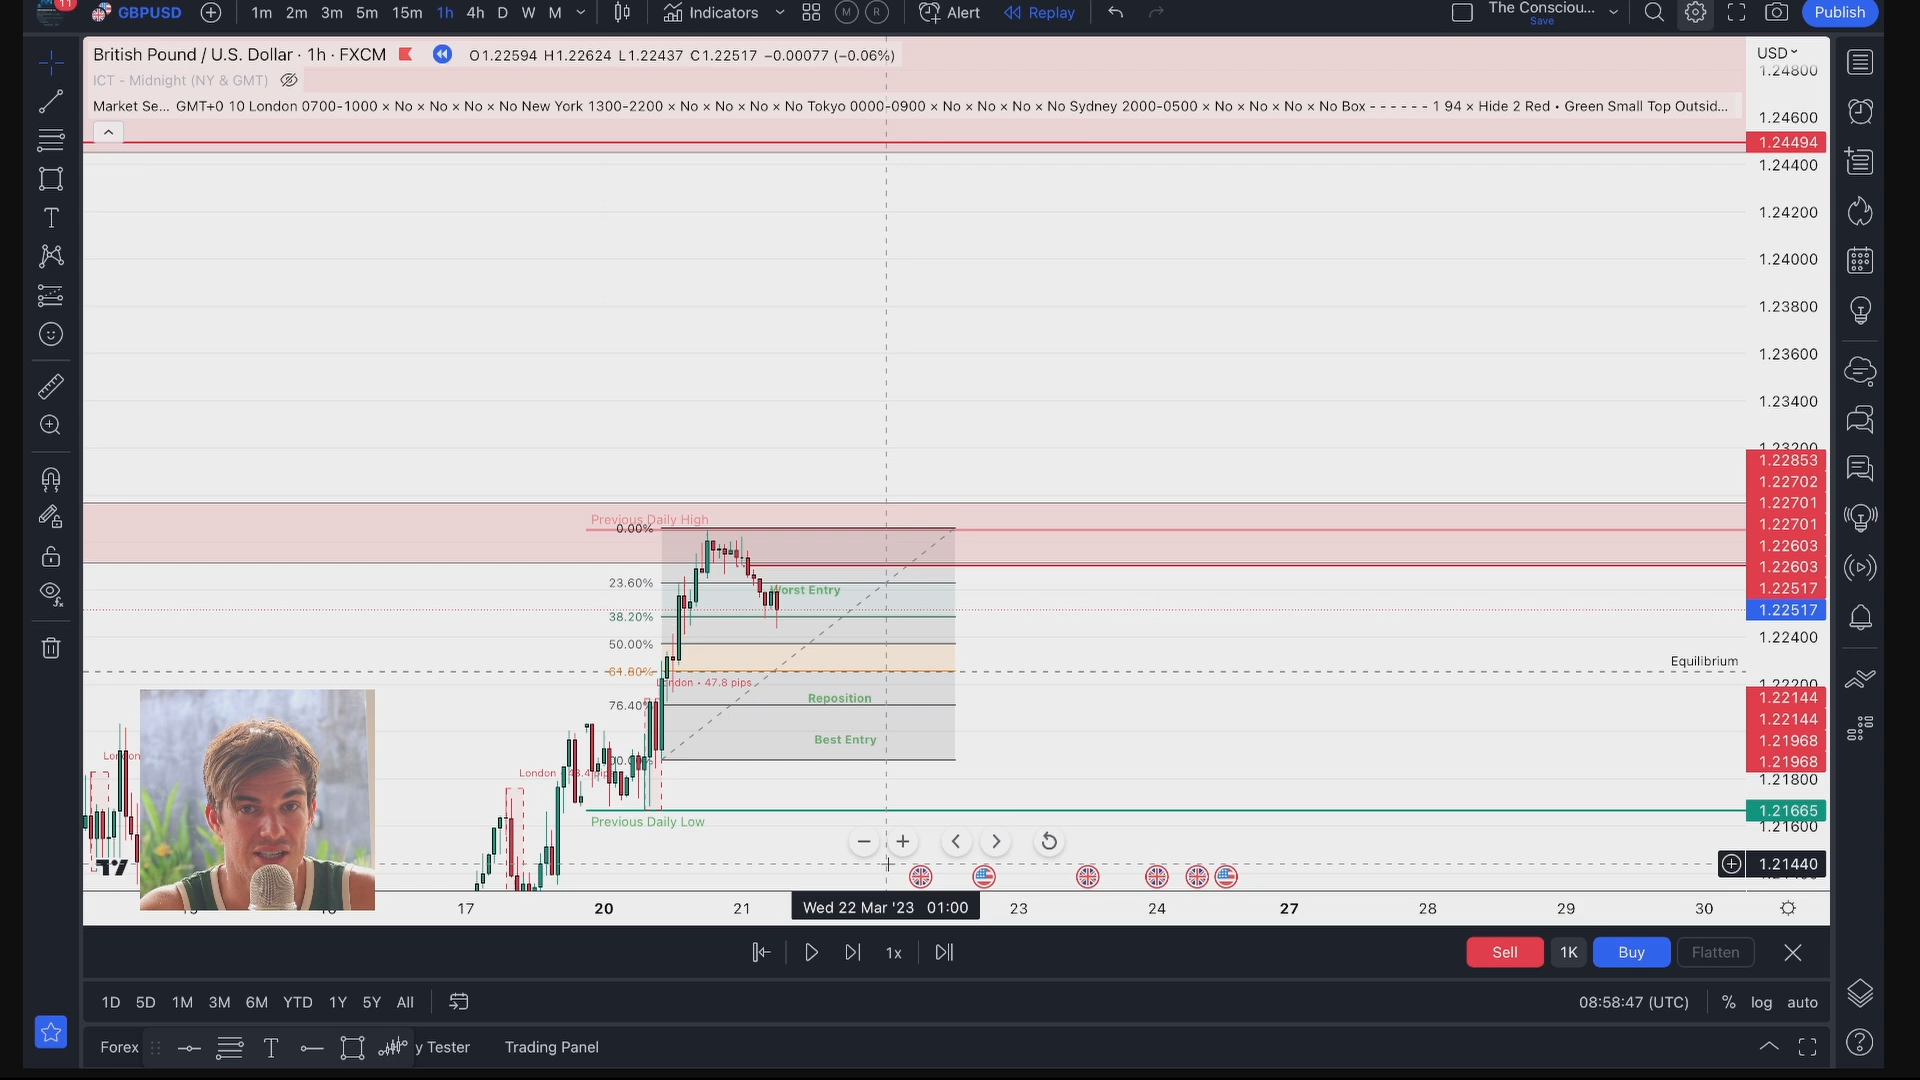 11
GBPUSD 1m 2m 3m 5m 15m 1h 4h D W M Indicators M R Alert Replay The Consciou... Save Publish
British Pound / U.S. Dollar · 1h · FXCM O1.22594 H1.22624 L1.22437 C1.22517 −0.00077 (−0.06%)
USD
1.24800
ICT - Midnight (NY & GMT)
Market Se... GMT+0 10 London 0700-1000 × No × No × No × No New York 1300-2200 × No × No × No × No Tokyo 0000-0900 × No × No × No × No Sydney 2000-0500 × No × No × No × No Box - - - - - - 1 94 × Hide 2 Red • Green Small Top Outsid...
1.24600
1.24494
1.24400
1.24200
1.24000
1.23800
1.23600
1.23400
1.23200
1.22853
1.22702
1.22701
Previous Daily High
1.22701
0.00%
1.22603
1.22603
23.60%
Worst Entry
1.22517
1.22517
38.20%
1.22400
50.00%
Equilibrium
61.80%
London • 47.8 pips
1.22200
Reposition
1.22144
76.40%
1.22144
Best Entry
1.21968
London
1.21968
London
1.21800
1.21665
Previous Daily Low
1.21600
1.21440
17 20 21 Wed 22 Mar '23 01:00 23 24 27 28 29 30
1x Sell 1K Buy Flatten
1D 5D 1M 3M 6M YTD 1Y 5Y All 08:58:47 (UTC) % log auto
Forex T y Tester Trading Panel